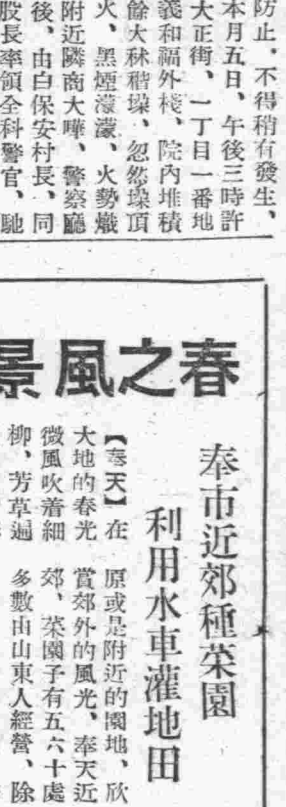 防止、不得稍有發生、
本月五日、午後三時許
大正街、一丁目一番地
義和福外棧、院內堆積
餘大秫稭垜、忽然垜頂
火、黑煙濛濛、火勢熾
附近隣商大嘩、警察廳
後、由白保安村長、同
股長率領全科警官、馳
春之風景
奉市近郊種菜園
利用水車灌地田
【奉天】在
大地的春光
微風吹着細
柳、芳草遍
原或是附近的園地、欣
賞郊外的風光、奉天近
郊、菜園子有五六十處
多數由山東人經營、除